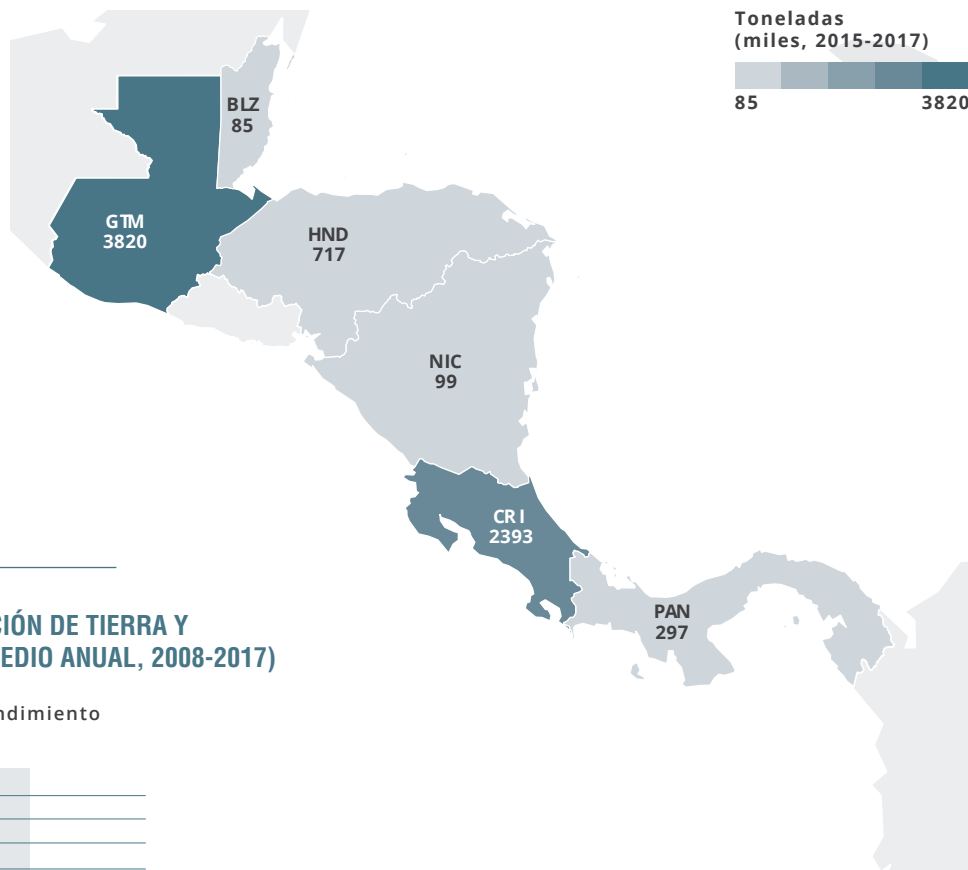 Toneladas
(miles, 2015-2017)
85 3820
BLZ
85
GTM
3820
HND
717
NIC
99
CRI
2393
PAN
297
CIÓN DE TIERRA Y
EDIO ANUAL, 2008-2017)
ndimiento